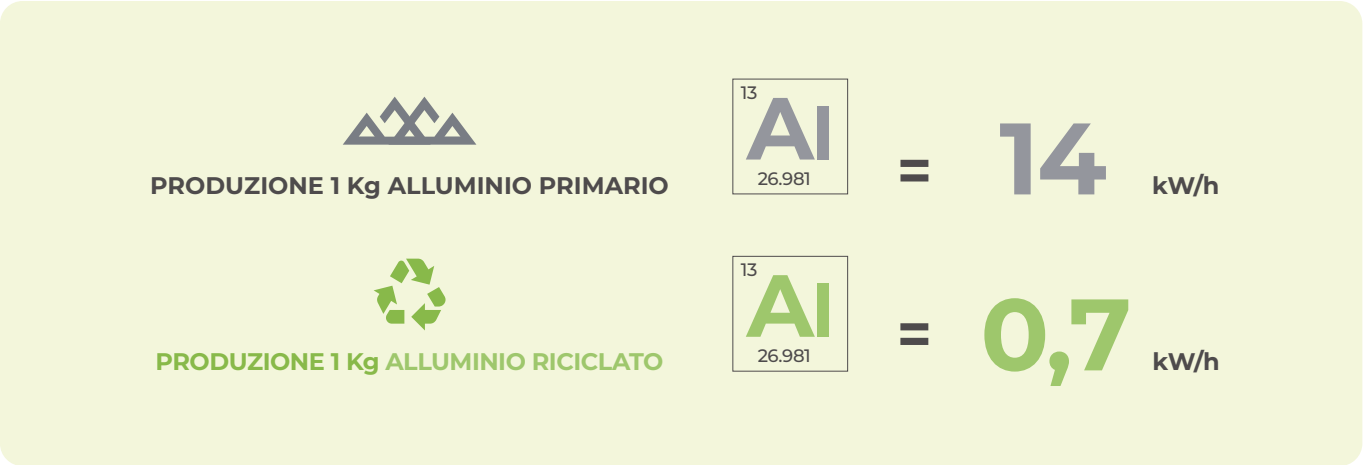 13
Al
26.981
PRODUZIONE 1 Kg ALLUMINIO PRIMARIO
=
14
kW/h
13
Al
26.981
PRODUZIONE 1 Kg ALLUMINIO RICICLATO
=
0,7
kW/h